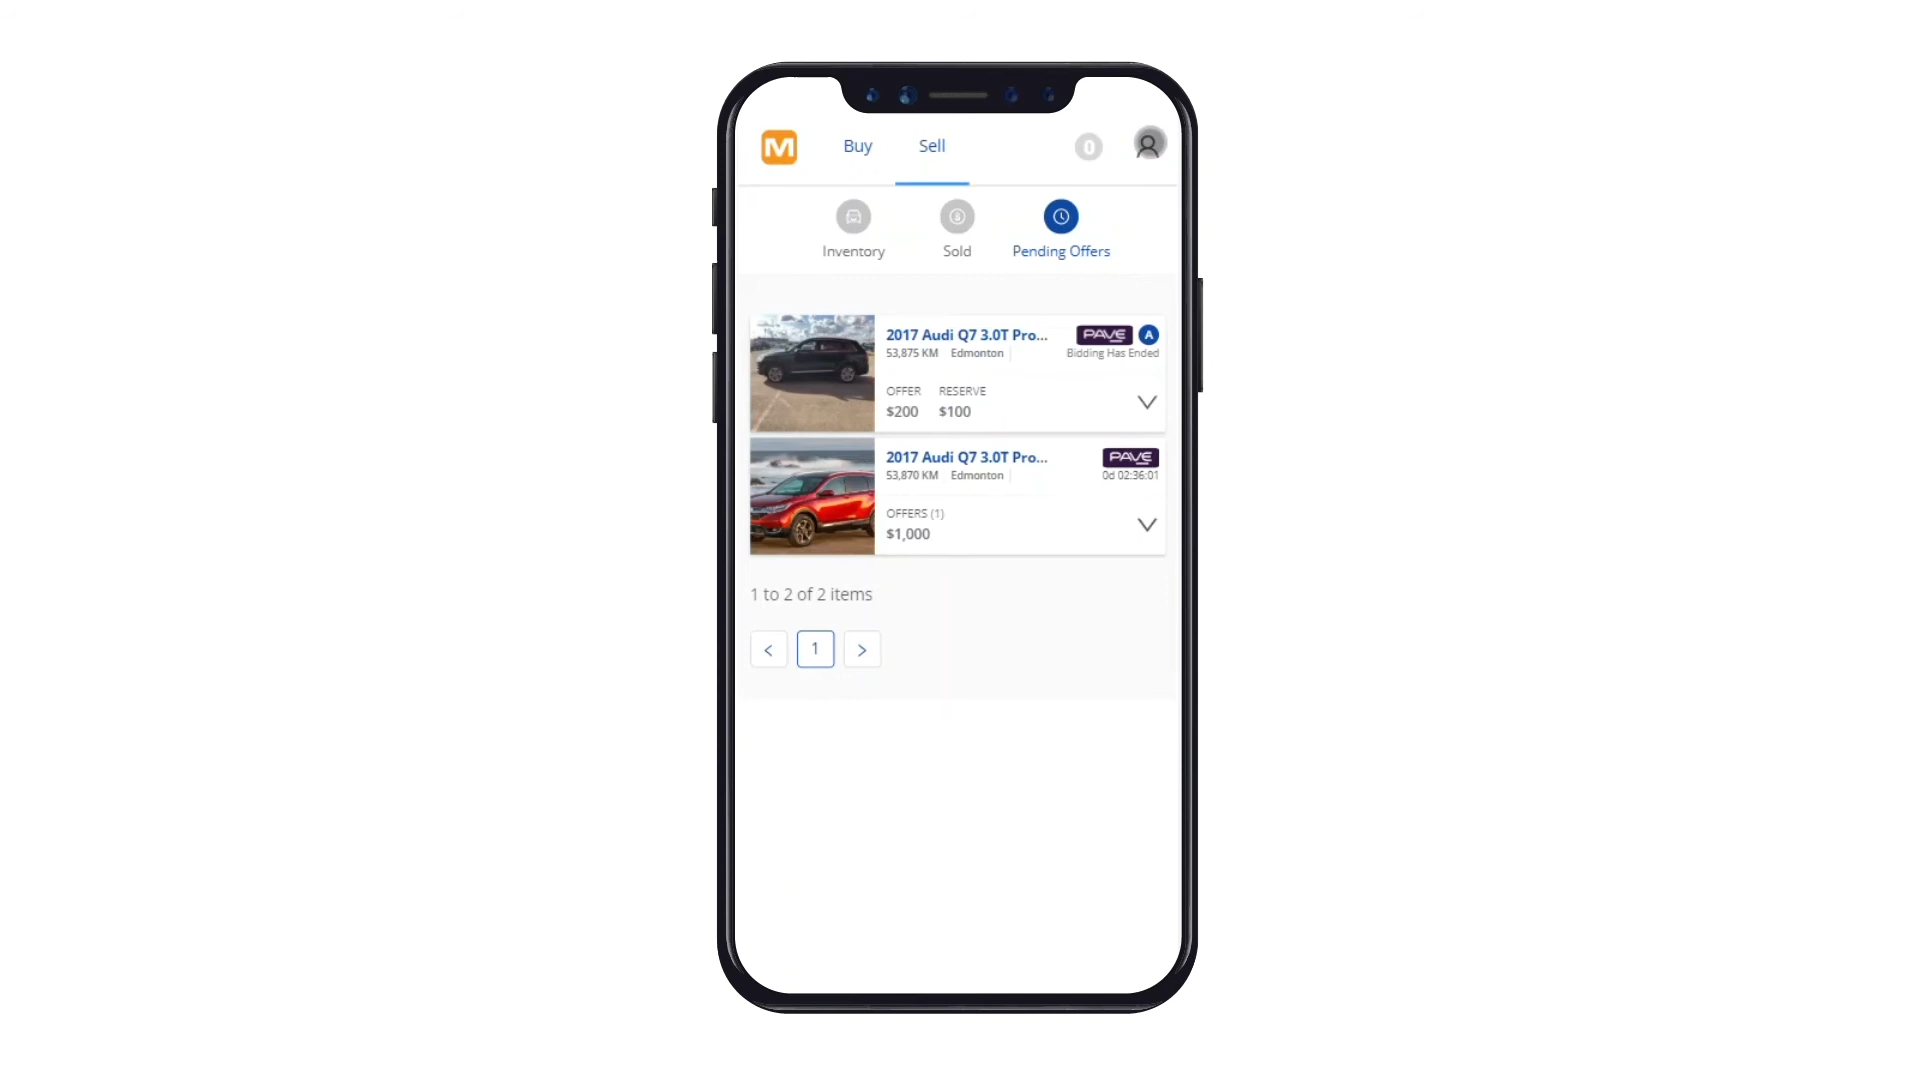 M Buy Sell 0
Inventory Sold Pending Offers
2017 Audi Q7 3.0T Pro... PAVE A
53,875 KM Edmonton Bidding Has Ended
OFFER RESERVE
$200 $100
2017 Audi Q7 3.0T Pro... PAVE
53,870 KM Edmonton 0d 02:36:01
OFFERS (1)
$1,000
1 to 2 of 2 items
< 1 >